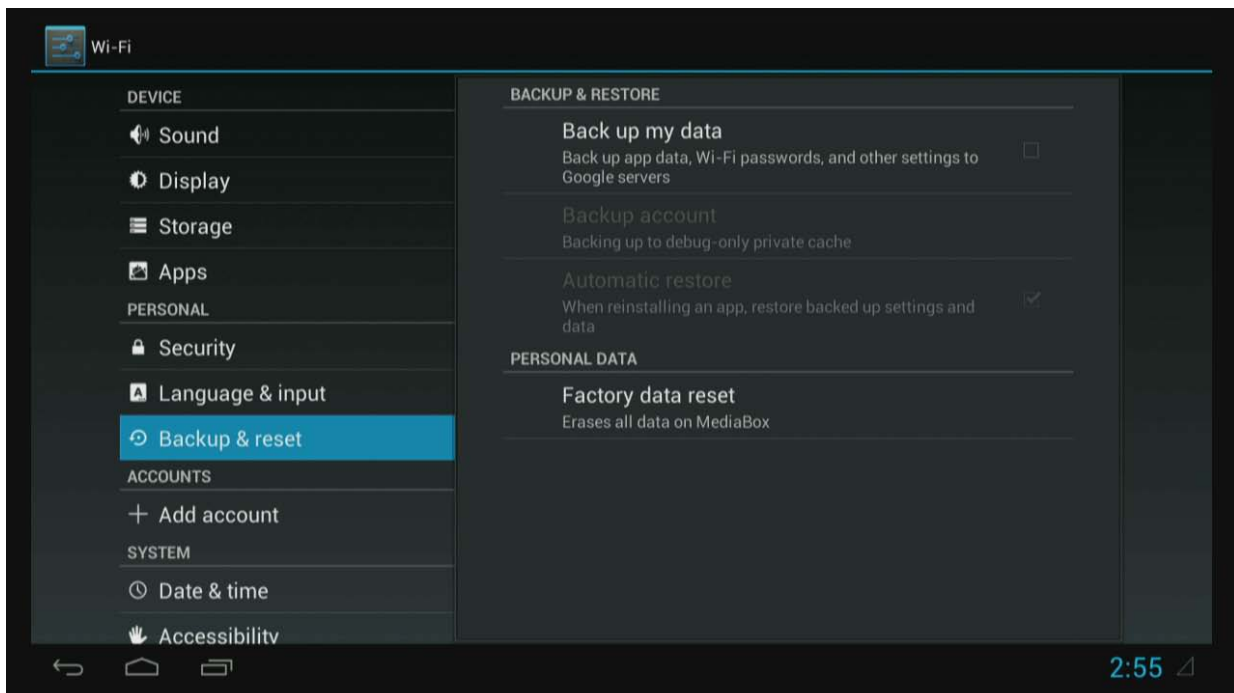 Wi-Fi
DEVICE
Sound
Display
Storage
Apps
PERSONAL
Security
Language & input
Backup & reset
ACCOUNTS
Add account
SYSTEM
Date & time
Accessibility
BACKUP & RESTORE
Back up my data
Back up app data, Wi-Fi passwords, and other settings to
Google servers
Backup account
Backing up to debug-only private cache
Automatic restore
When reinstalling an app, restore backed up settings and
data
PERSONAL DATA
Factory data reset
Erases all data on MediaBox
2:55